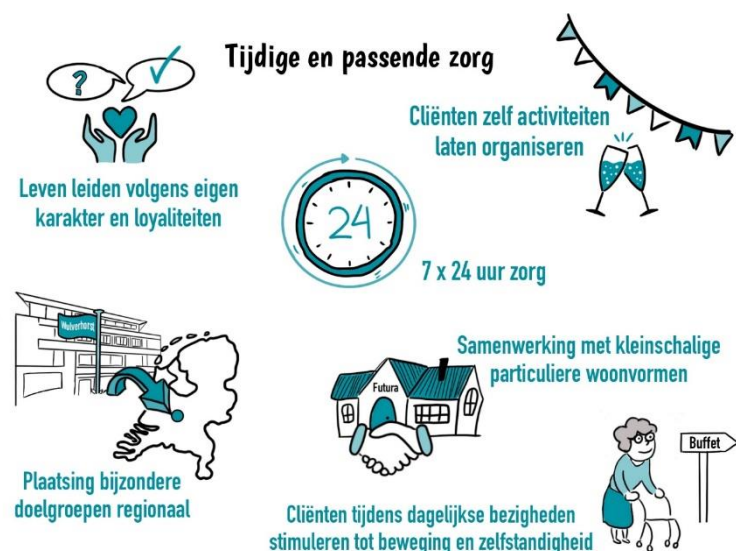 Tijdige en passende zorg
?
Cliënten zelf activiteiten
laten organiseren
Leven leiden volgens eigen
karakter en loyaliteiten
24
7 x 24 uur zorg
Wulverhorst
Samenwerking met kleinschalige
particuliere woonvormen
Futura
Buffet
Plaatsing bijzondere
doelgroepen regionaal
Cliënten tijdens dagelijkse bezigheden
stimuleren tot beweging en zelfstandigheid